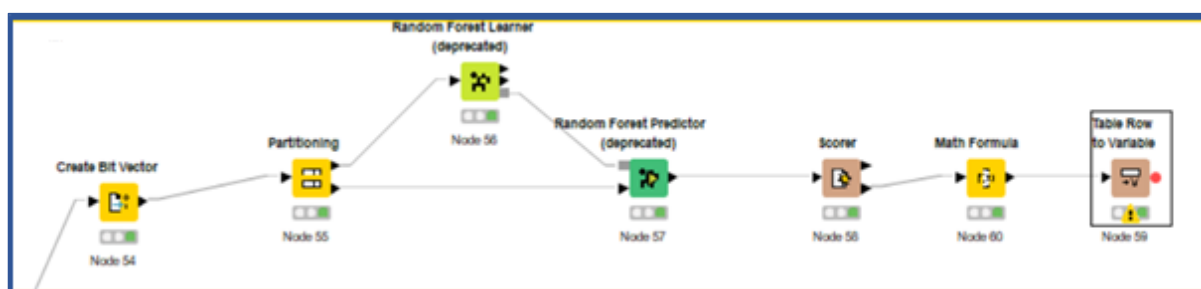 Random Forest Learner
(deprecated)
Node 56
Random Forest Predictor
(deprecated)
Node 57
Partitioning
Node 55
Create Bit Vector
Node 54
Scorer
Node 58
Math Formula
Node 60
Table Row
to Variable
Node 59